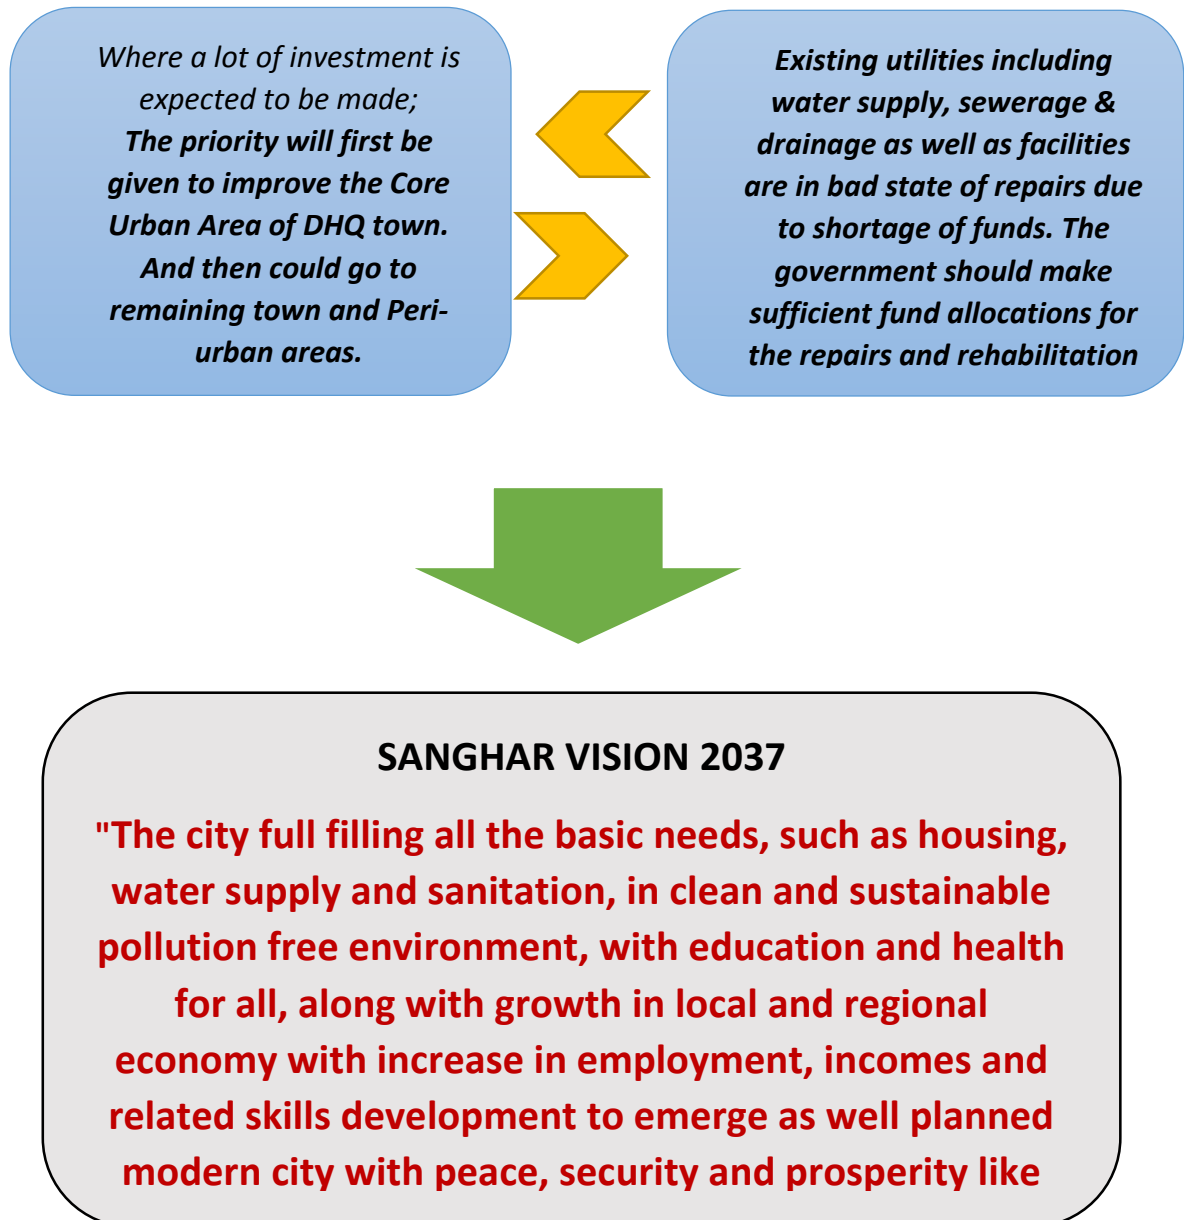 Where a lot of investment is
expected to be made;
The priority will first be
given to improve the Core
Urban Area of DHQ town.
And then could go to
remaining town and Peri-
urban areas.
Existing utilities including
water supply, sewerage &
drainage as well as facilities
are in bad state of repairs due
to shortage of funds. The
government should make
sufficient fund allocations for
the repairs and rehabilitation
SANGHAR VISION 2037
"The city full filling all the basic needs, such as housing,
water supply and sanitation, in clean and sustainable
pollution free environment, with education and health
for all, along with growth in local and regional
economy with increase in employment, incomes and
related skills development to emerge as well planned
modern city with peace, security and prosperity like